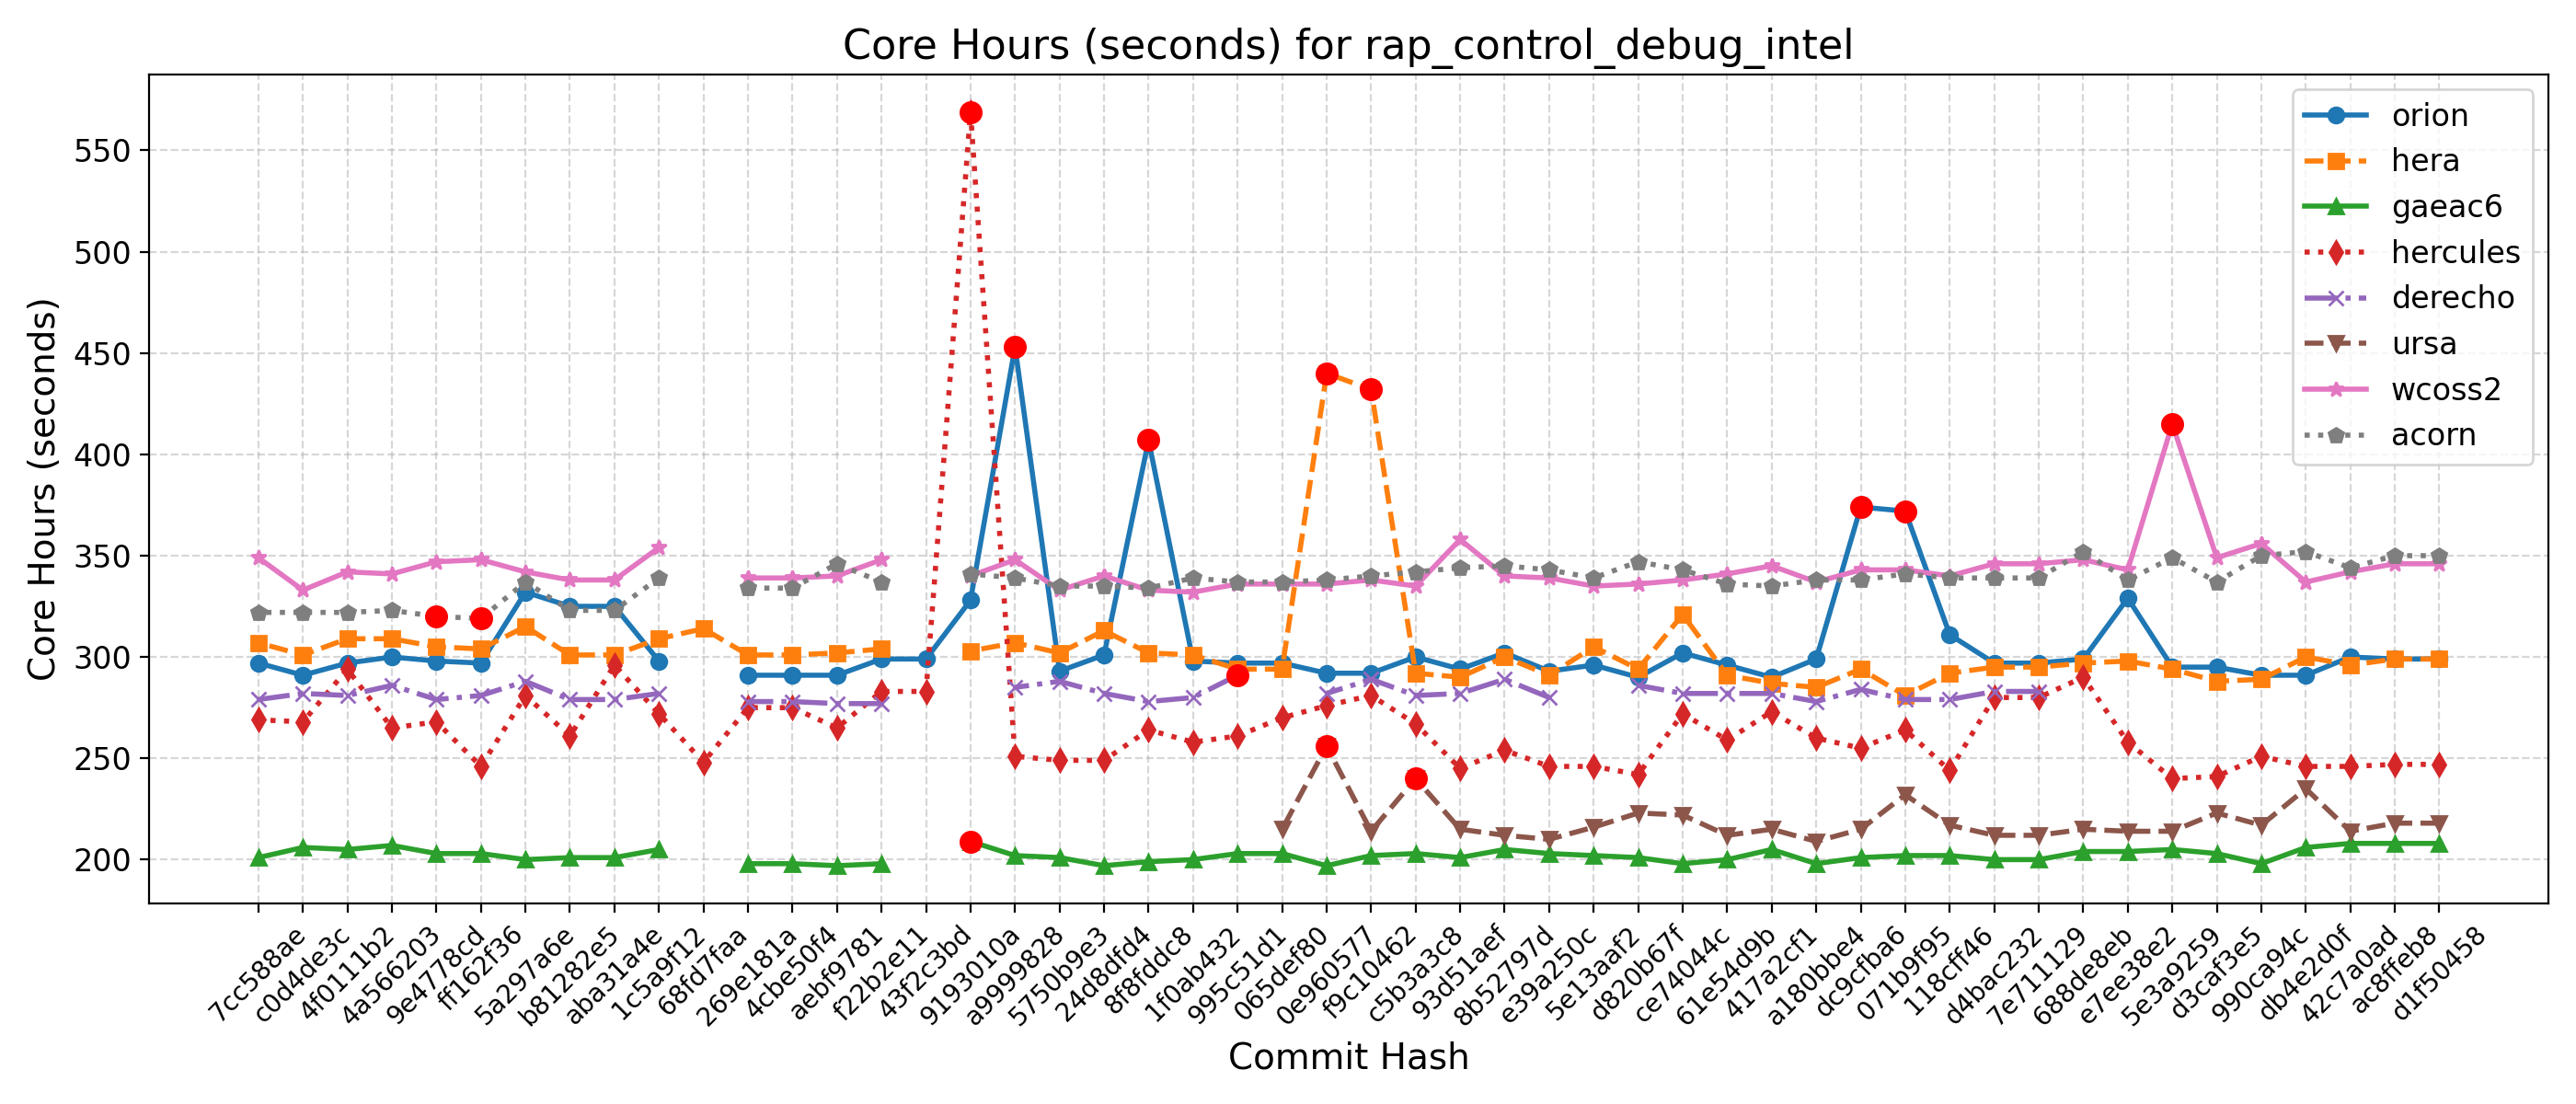 Core Hours (seconds) for rap_control_debug_intel
Core Hours (seconds)
550
500
450
400
350
300
250
200
orion
hera
gaeac6
hercules
derecho
ursa
wcoss2
acorn
7cc588ae
c0d4de3c
4f0111b2
4a566203
9e4778cd
ff162f36
5a297a6e
b81282e5
aba31a4e
1c5a9f12
68fd7faa
269e181a
4cbe50f4
aebf9781
f22b2e11
43f2c3bd
9193010a
a9999828
5750b9e3
24d8dfd4
8f8fddc8
1f0ab432
995c51d1
065def80
0e960577
f9c10462
c5b3a3c8
93d51aef
8b52797d
e39a250c
5e13aaf2
d820b67f
ce74044c
61e54d9b
417a2cf1
a180bbe4
dc9cfba6
071b9f95
118cff46
d4bac232
7e711129
688de8eb
e7ee38e2
5e3a9259
d3caf3e5
990ca94c
db4e2d0f
42c7a0ad
ac8ffeb8
d1f50458
Commit Hash